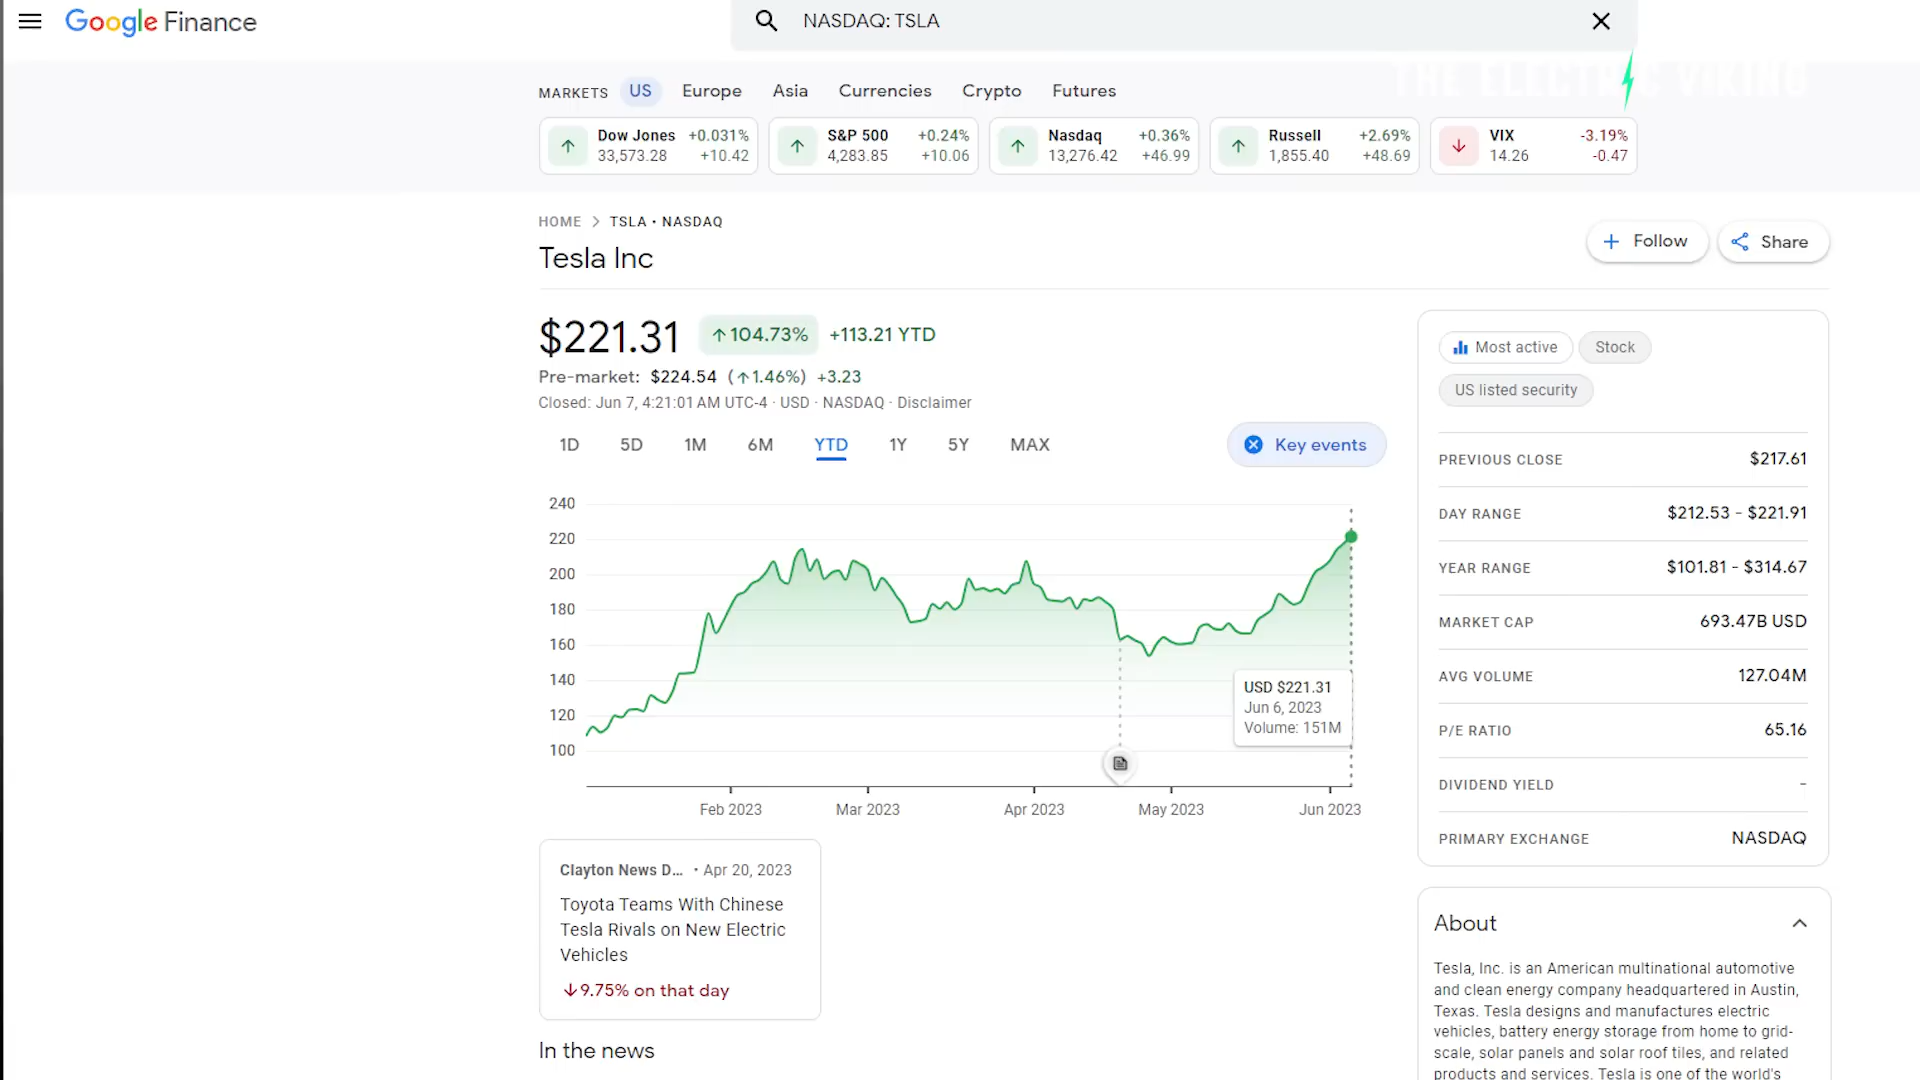 Google Finance
NASDAQ: TSLA
THE ELECTRIC VIKING
MARKETS US Europe Asia Currencies Crypto Futures
Dow Jones +0.031%
33,573.28 +10.42
S&P 500 +0.24%
4,283.85 +10.06
Nasdaq +0.36%
13,276.42 +46.99
Russell +2.69%
1,855.40 +48.69
VIX -3.19%
14.26 -0.47
HOME > TSLA • NASDAQ
Tesla Inc
Follow
Share
$221.31 ↑104.73% +113.21 YTD
Pre-market: $224.54 (↑1.46%) +3.23
Closed: Jun 7, 4:21:01 AM UTC-4 · USD · NASDAQ · Disclaimer
1D 5D 1M 6M YTD 1Y 5Y MAX
Key events
240
220
200
180
160
140
120
100
USD $221.31
Jun 6, 2023
Volume: 151M
Feb 2023 Mar 2023 Apr 2023 May 2023 Jun 2023
Clayton News D... • Apr 20, 2023
Toyota Teams With Chinese
Tesla Rivals on New Electric
Vehicles
↓9.75% on that day
In the news
Most active
Stock
US listed security
PREVIOUS CLOSE $217.61
DAY RANGE $212.53 - $221.91
YEAR RANGE $101.81 - $314.67
MARKET CAP 693.47B USD
AVG VOLUME 127.04M
P/E RATIO 65.16
DIVIDEND YIELD -
PRIMARY EXCHANGE NASDAQ
About
Tesla, Inc. is an American multinational automotive
and clean energy company headquartered in Austin,
Texas. Tesla designs and manufactures electric
vehicles, battery energy storage from home to grid-
scale, solar panels and solar roof tiles, and related
products and services. Tesla is one of the world's